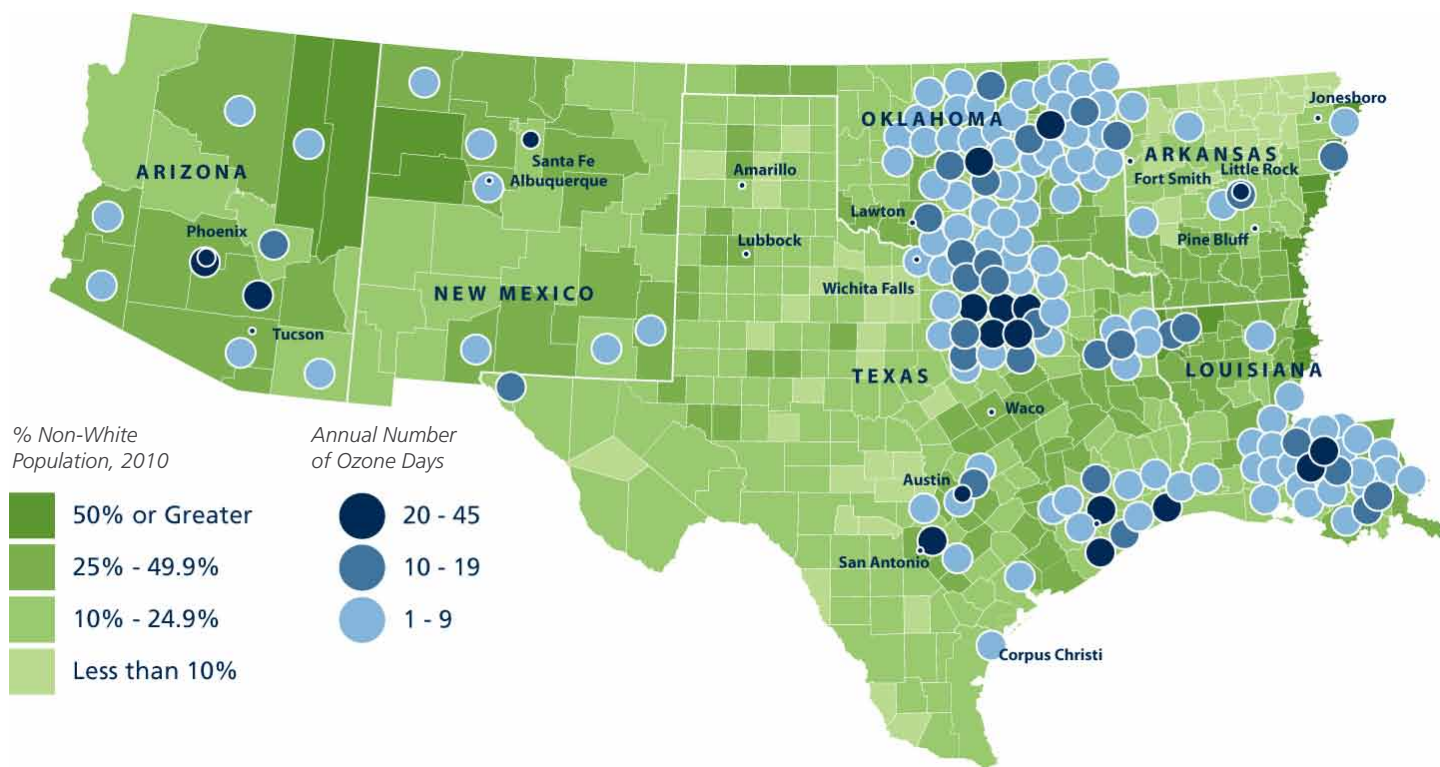 Jonesboro
OKLAHOMA
ARKANSAS
Santa Fe
Amarillo
ARIZONA
Albuquerque
Fort Smith
Little Rock
Lawton
Phoenix
Lubbock
Pine Bluff
NEW MEXICO
Wichita Falls
Tucson
TEXAS
LOUISIANA
Waco
% Non-White
Population, 2010
Annual Number
of Ozone Days
Austin
50% or Greater
20 - 45
25% - 49.9%
10 - 19
San Antonio
10% - 24.9%
1 - 9
Corpus Christi
Less than 10%